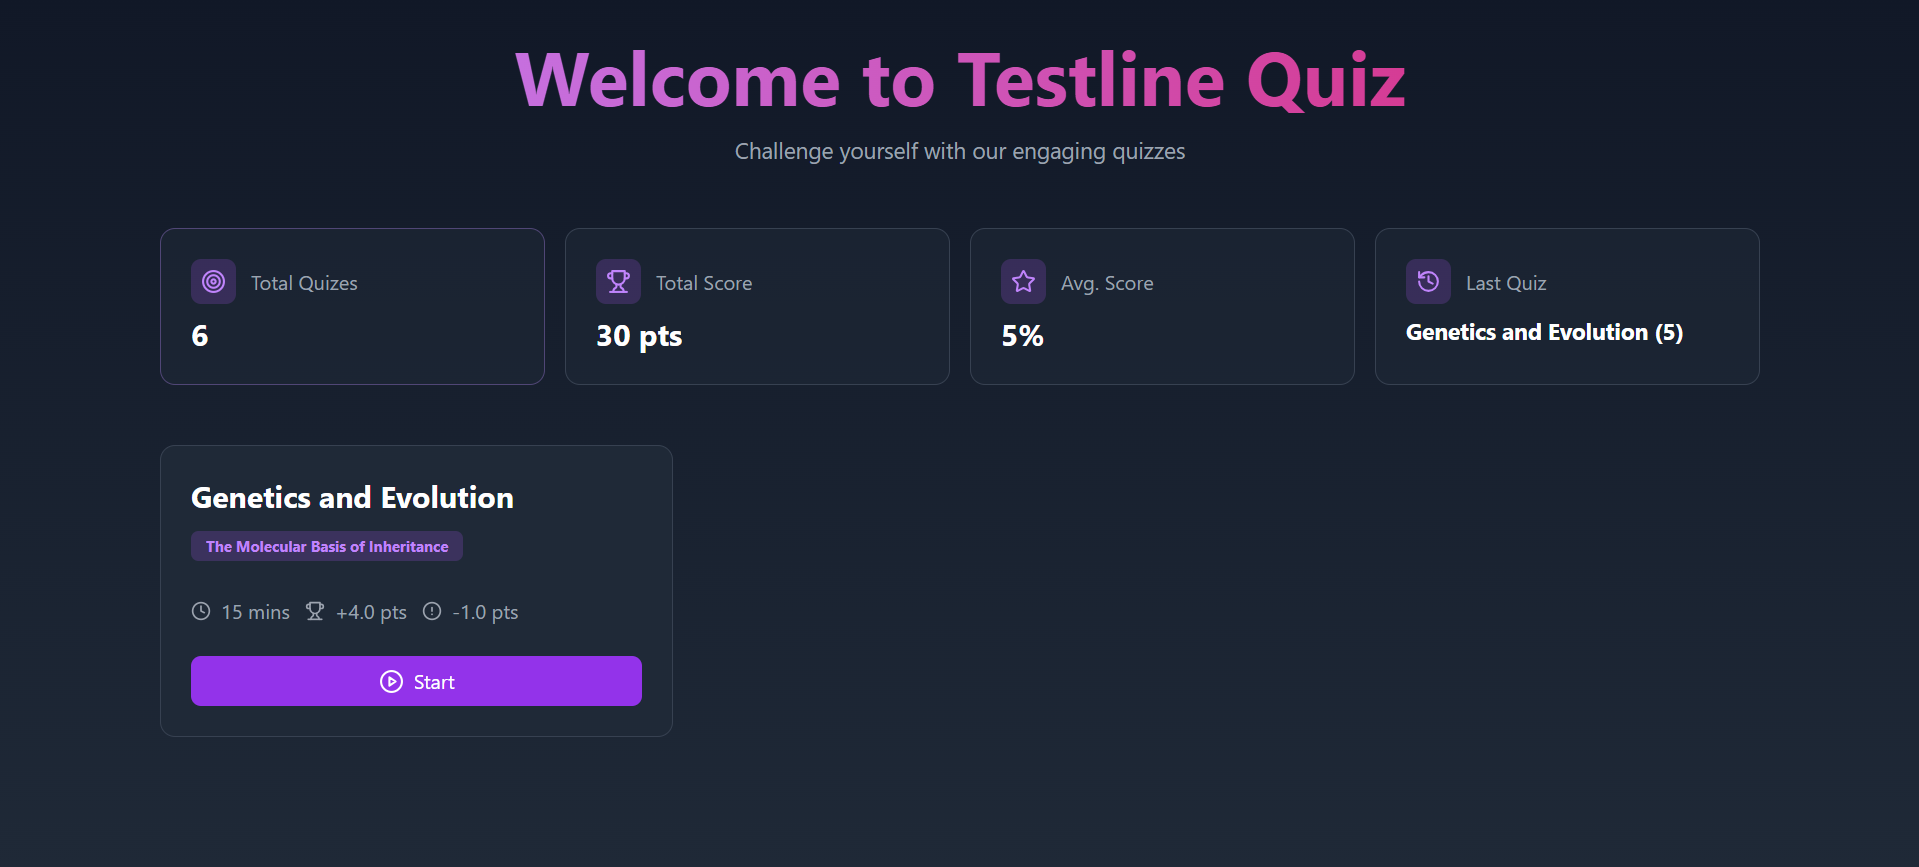 Welcome to Testline Quiz
Challenge yourself with our engaging quizzes
Total Quizes
6
Total Score
30 pts
Avg. Score
5%
Last Quiz
Genetics and Evolution (5)
Genetics and Evolution
The Molecular Basis of Inheritance
15 mins +4.0 pts -1.0 pts
Start